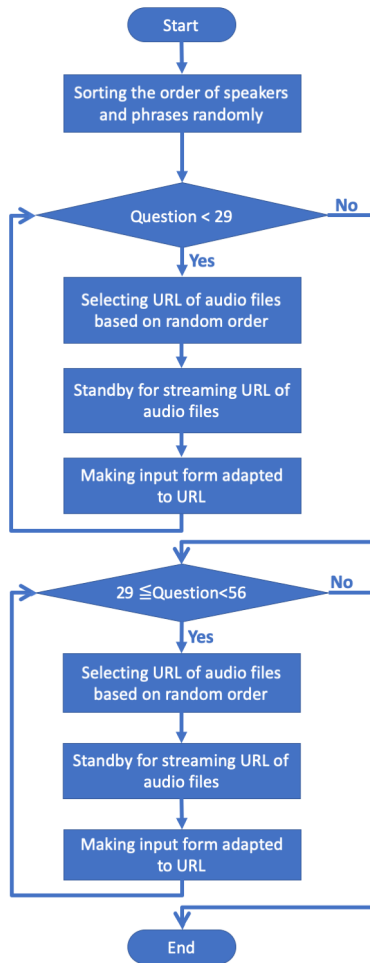 Start
Sorting the order of speakers
and phrases randomly
Question < 29
No
Yes
Selecting URL of audio files
based on random order
Standby for streaming URL of
audio files
Making input form adapted
to URL
29 ≦Question<56
No
Yes
Selecting URL of audio files
based on random order
Standby for streaming URL of
audio files
Making input form adapted
to URL
End